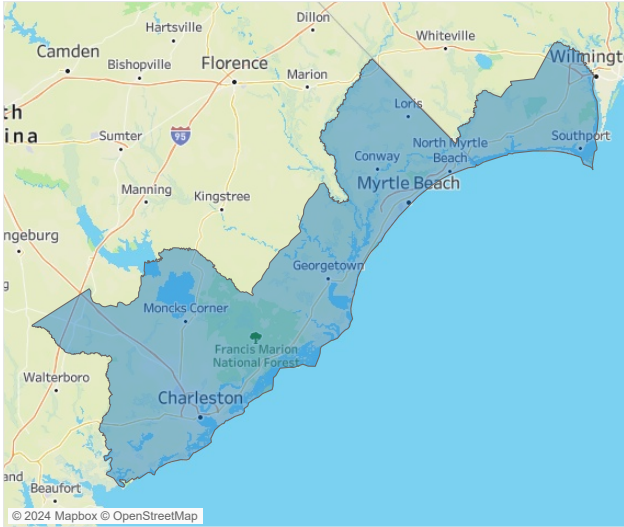 Dillon
Hartsville
Whiteville
Camden
Wilmingt
Bishopville
Florence
Marion
th
ina
Loris
Sumter
95
North Myrtle
Beach
Southport
Conway
Myrtle Beach
Manning
Kingstree
ngeburg
Georgetown
g
Moncks Corner
Francis Marion
National Forest
Walterboro
Charleston
and
Beaufort
© 2024 Mapbox © OpenStreetMap